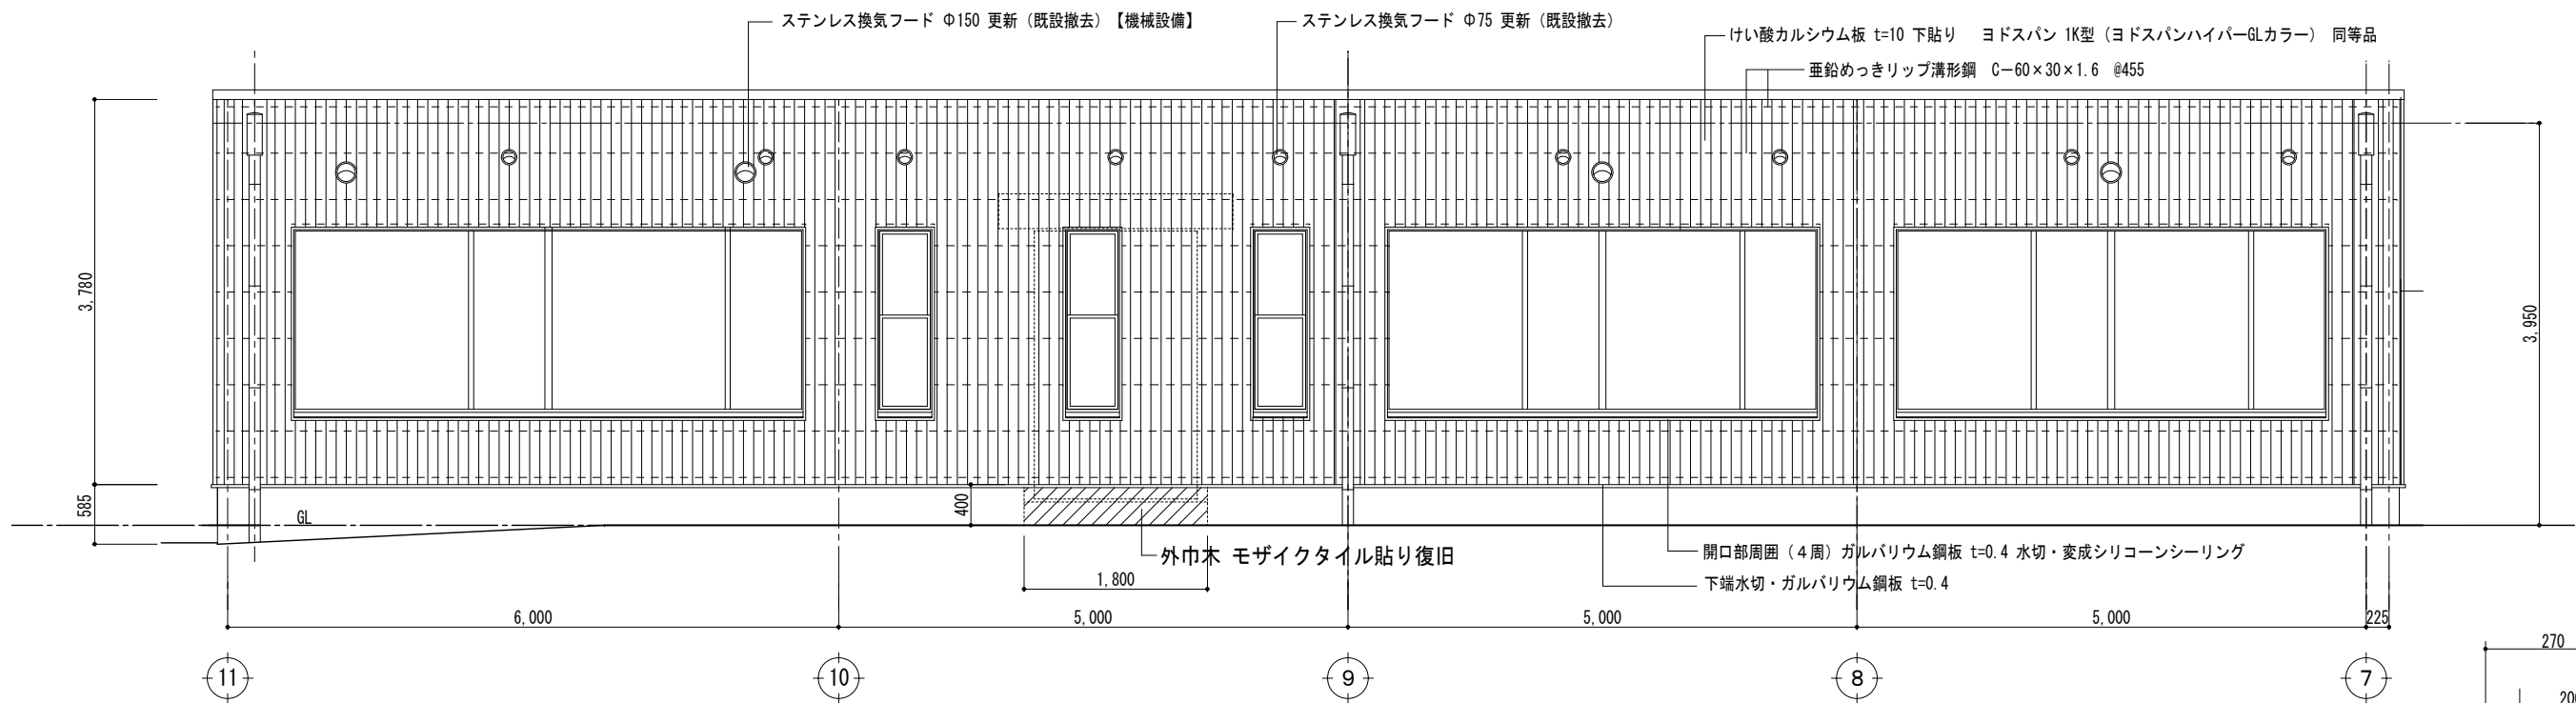 ステンレス換気フード Φ150 更新（既設撤去）【機械設備】
ステンレス換気フード Φ75 更新（既設撤去）
けい酸カルシウム板 t=10 下貼り　ヨドスパン 1K型（ヨドスパンハイパーGLカラー） 同等品
亜鉛めっきリップ溝形鋼　C−60×30×1.6　@455
3,780
3,950
585
GL
400
外巾木 モザイクタイル貼り復旧
開口部周囲（４周）ガルバリウム鋼板 t=0.4 水切・変成シリコーンシーリング
1,800
下端水切・ガルバリウム鋼板 t=0.4
6,000
5,000
5,000
5,000
225
270
11
10
9
8
7